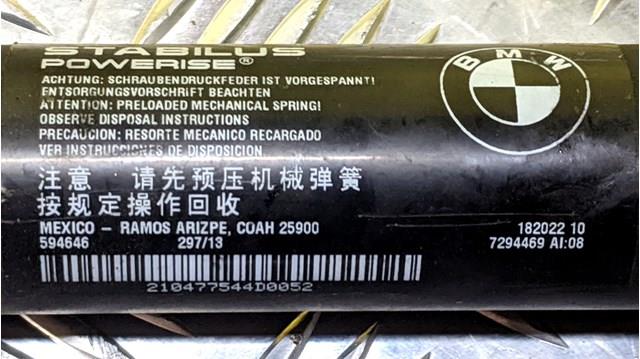 STABILUS
POWERISE®
BMW
ACHTUNG: SCHRAUBENDRUCKFEDER IST VORGESPANNT!
ENTSORGUNGSVORSCHRIFT BEACHTEN
ATTENTION: PRELOADED MECHANICAL SPRING!
OBSERVE DISPOSAL INSTRUCTIONS
PRECAUCION: RESORTE MECANICO RECARGADO
VER INSTRUCCIONES DE DISPOSICION
注意 请先预压机械弹簧
按规定操作回收
MEXICO – RAMOS ARIZPE, COAH 25900
594646 297/13
182022 10
7294469 AI:08
210477544D0052